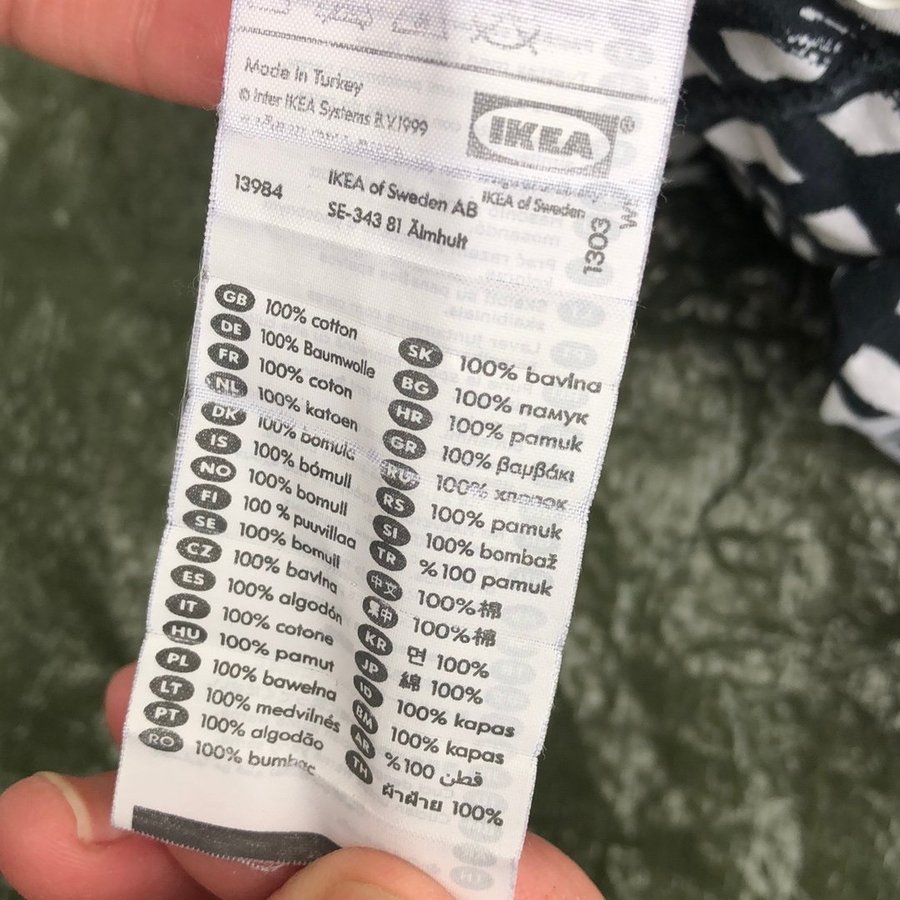 Made in Turkey
© Inter IKEA Systems B.V.1999
IKEA®
13984
IKEA of Sweden AB
SE-343 81 Älmhult
IKEA of Sweden
1303
GB 100% cotton
DE 100% Baumwolle
FR 100% coton
NL 100% katoen
DK 100% bomuld
IS 100% bómull
NO 100% bomull
FI 100 % puuvillaa
SE 100% bomull
CZ 100% bavlna
ES 100% algodón
IT 100% cotone
HU 100% pamut
PL 100% bawełna
LT 100% medvilnės
PT 100% algodão
RO 100% bumbac
SK 100% bavlna
BG 100% памук
HR 100% pamuk
GR 100% βαμβάκι
RU 100% хлопок
RS 100% pamuk
SI 100% bombaž
TR %100 pamuk
中文 100%棉
集中 100%棉
KR 면 100%
JP 綿 100%
ID 100% kapas
BM 100% kapas
AR %100 قطن
TH ผ้าฝ้าย 100%